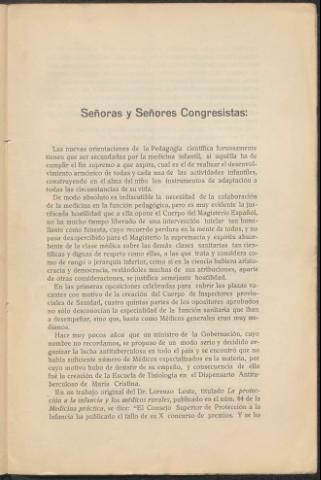 Señoras y Señores Congresistas:
Las nuevas orientaciones de la Pedagogía científica forzosamente
tienen que ser secundadas por la medicina infantil, si aquélla ha de
cumplir el fin supremo a que aspira, cual es el de realizar el desenvol-
vimiento armónico de todas y cada una de las actividades infantiles,
construyendo en el alma del niño los instrumentos de adaptación a
todas las circunstancias de su vida.
De modo absoluto es indiscutible la necesidad de la colaboración
de la medicina en la función pedagógica, pero es muy evidente la jus-
tificada hostilidad que a ella opone el Cuerpo del Magisterio Español,
no ha mucho tiempo liberado de una intervención tutelar tan humi-
llante como funesta, cuyo recuerdo perdura en la mente de todos, y no
pasa desapercibido para el Magisterio la supremacía y espíritu absor-
bente de la clase médica sobre las demás clases sanitarias tan cien-
tíficas y dignas de respeto como ellas, a las que trata y considera co-
mo de rango o jerarquía inferior, como si en la ciencia hubiera aristo-
cracia y democracia, restándoles muchas de sus atribuciones, aparte
de otras consideraciones, se justifica semejante hostilidad.
En las primeras oposiciones celebradas para cubrir las plazas va-
cantes con motivo de la creación del Cuerpo de Inspectores provin-
ciales de Sanidad, cuatro quintas partes de los opositores aprobados
no sólo desconocían la especialidad de la función sanitaria que iban
a desempeñar, sino que, hasta como Médicos generales eran muy me-
dianos.
Hace muy pocos años que un ministro de la Gobernación, cuyo
nombre no recordamos, se propuso de un modo serio y decidido or-
ganizar la lucha antituberculosa en todo el país y se encontró que no
había suficiente número de Médicos especializados en la materia, por
cuyo motivo hubo de desistir de su empeño, y consecuencia de ello
fué la creación de la Escuela de Tisiología en el Dispensario Antitu-
berculoso de María Cristina.
En un trabajo original del Dr. Lorenzo Loste, titulado La protec-
ción a la infancia y los médicos rurales, publicado en el núm. 44 de la
Medicina práctica, se dice: "El Consejo Superior de Protección a la
Infancia ha publicado el fallo de su X concurso de premios. Y se ha